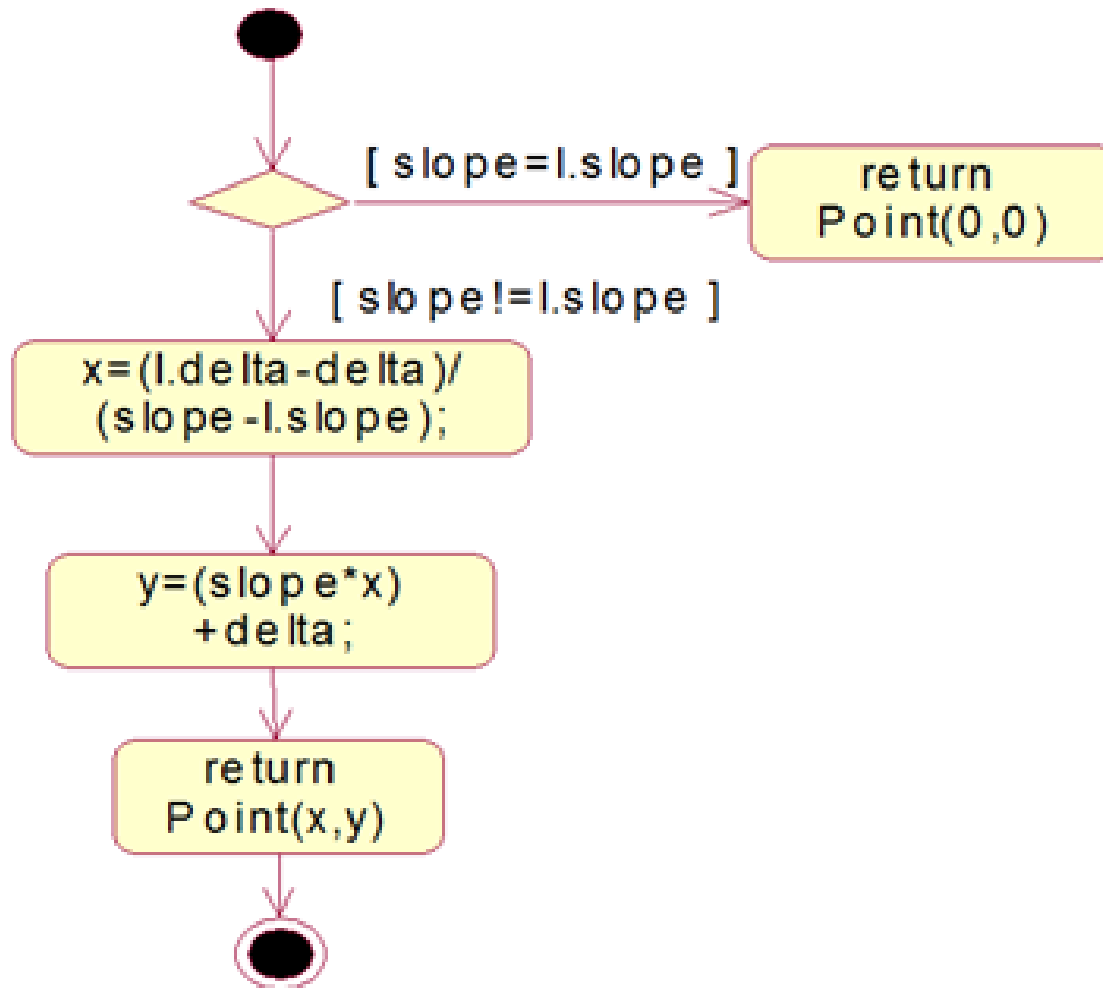 [ slope=l.slope ]
return
Point(0,0)
[ slope!=l.slope ]
x=(l.delta-delta)/
(slope-l.slope);
y=(slope*x)
+delta;
return
Point(x,y)